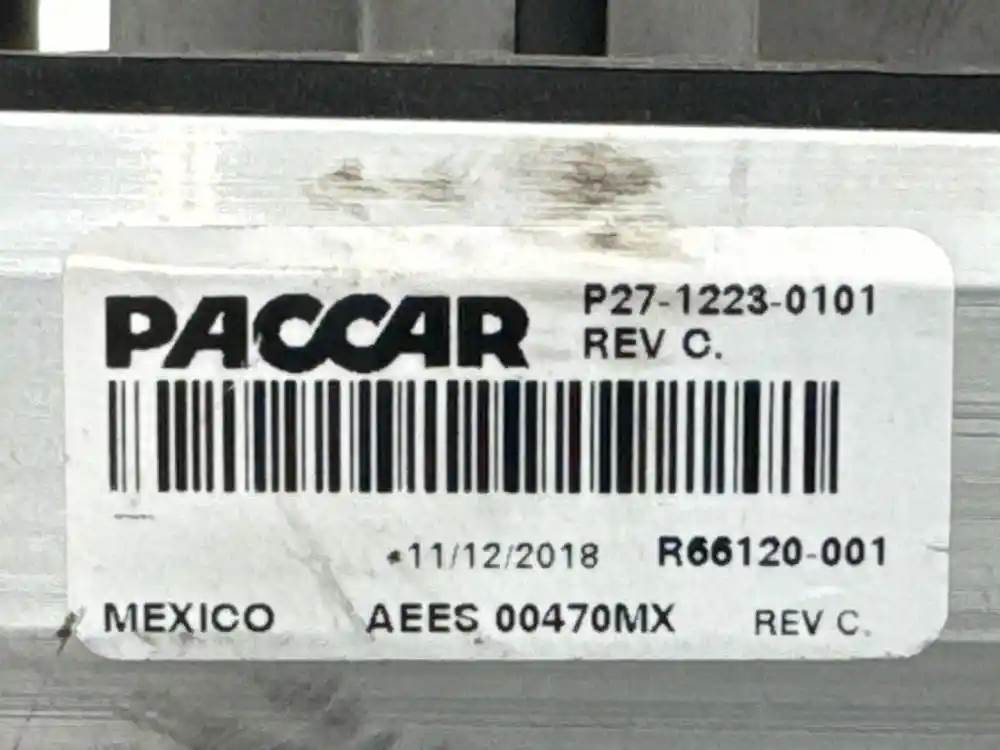 PACCAR
P27-1223-0101
REV C.
*11/12/2018 R66120-001
MEXICO AEES 00470MX REV C.